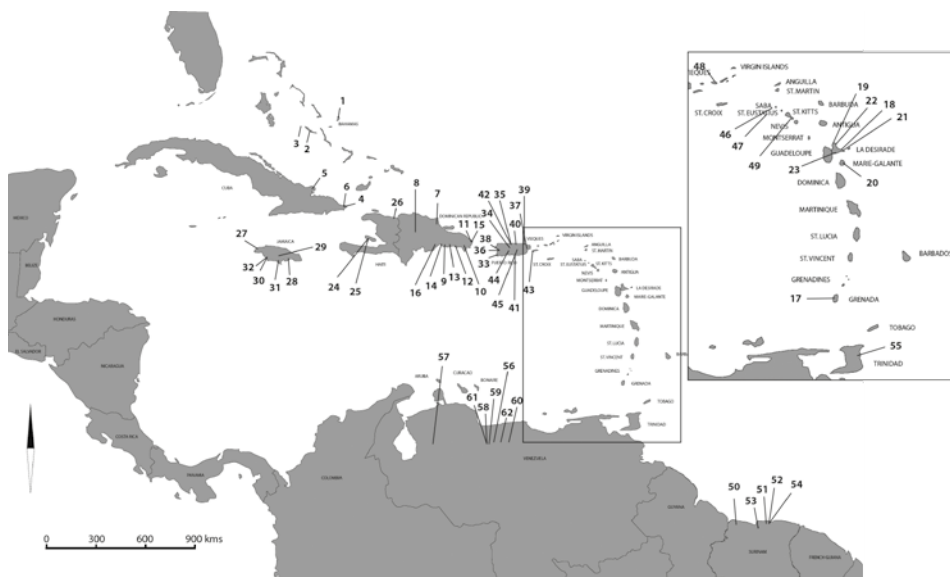 1
BAHAMAS
3
2
5
CUBA
6
4
MEXICO
BELIZE
HONDURAS
EL SALVADOR
NICARAGUA
COSTA RICA
PANAMA
27
JAMAICA
29
32
30
31
28
26
8
7
DOMINICAN REPUBLIC
11
15
HAITI
24
25
16
14
9
13
12
10
42
35
39
34
37
40
38
36
33
PUERTO RICO
44
45
41
43
VIEQUES
VIRGIN ISLANDS
ST. CROIX
ANGUILLA
ST. MARTIN
SABA
ST. EUSTATIUS
ST. KITTS
NEVIS
BARBUDA
ANTIGUA
MONTSERRAT
GUADELOUPE
LA DESIRADE
MARIE-GALANTE
DOMINICA
MARTINIQUE
ST. LUCIA
ST. VINCENT
BARB
GRENADINES
GRENADA
TOBAGO
TRINIDAD
57
ARUBA
CURACAO
BONAIRE
56
61
59
58
60
62
VENEZUELA
COLOMBIA
GUYANA
50
53
51
52
54
SURINAM
FRENCH GUIANA
0 300 600 900 kms
48
IEQUES
VIRGIN ISLANDS
ANGUILLA
ST. MARTIN
ST. CROIX
SABA
ST. EUSTATIUS
ST. KITTS
NEVIS
46
47
49
MONTSERRAT
BARBUDA
ANTIGUA
19
22
18
21
GUADELOUPE
23
LA DESIRADE
MARIE-GALANTE
20
DOMINICA
MARTINIQUE
ST. LUCIA
ST. VINCENT
BARBADOS
GRENADINES
17
GRENADA
TOBAGO
55
TRINIDAD